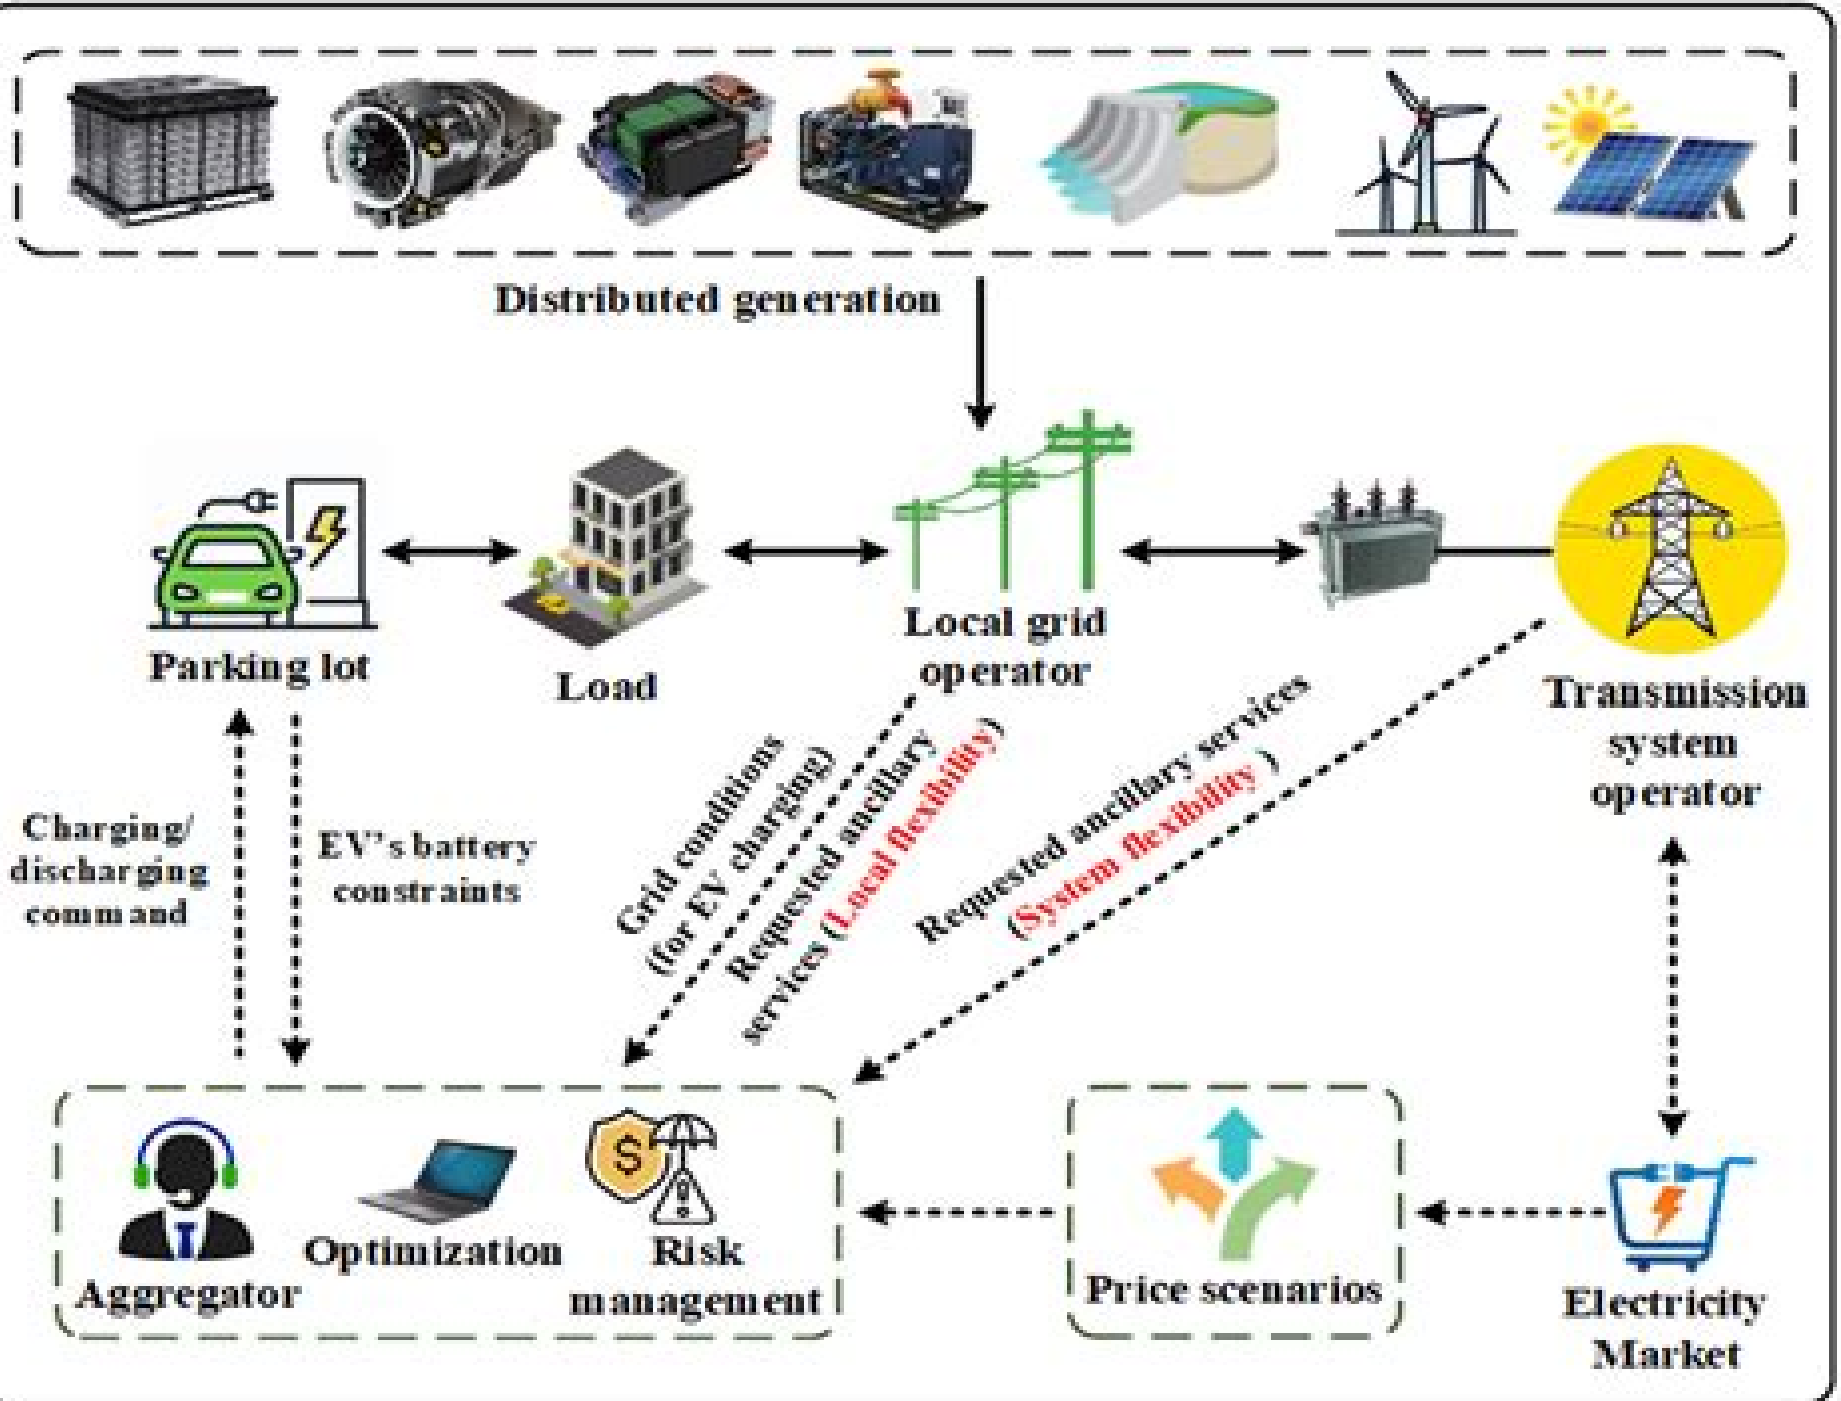 Distributed generation
Parking lot
Load
Local grid
operator
Transmission
system
operator
Charging/
discharging
command
EV's battery
constraints
Grid conditions
(for EV charging)
Requested ancillary
services (Local flexibility)
Requested ancillary services
(System flexibility )
Aggregator
Optimization
Risk
management
Price scenarios
Electricity
Market